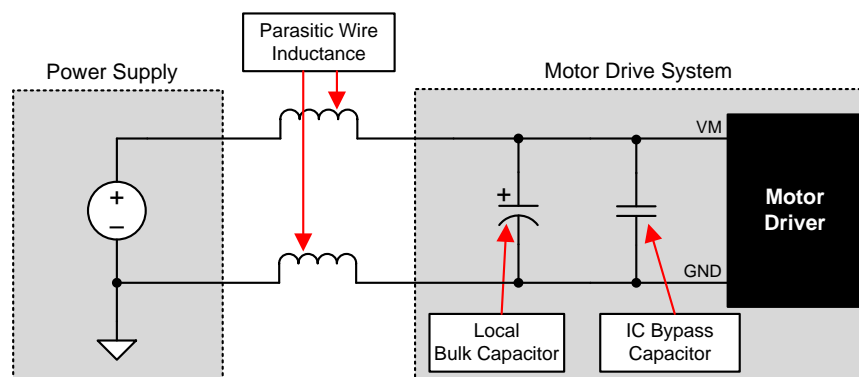 Parasitic Wire
Inductance
Power Supply
Motor Drive System
VM
+
+
–
Motor
Driver
GND
Local
Bulk Capacitor
IC Bypass
Capacitor